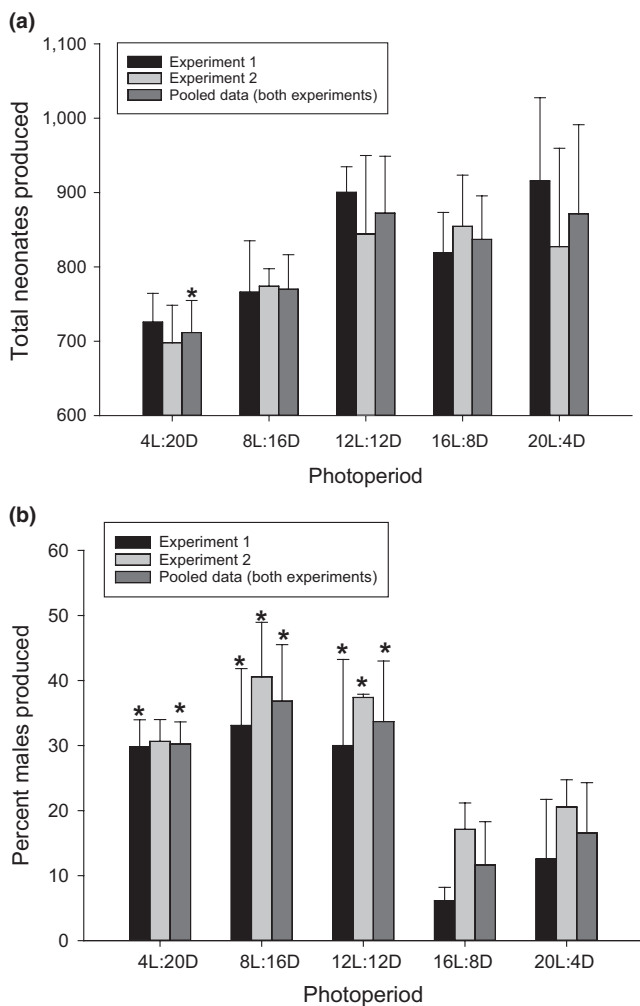 (a)
1,100
1,000
900
800
700
600
Total neonates produced
Experiment 1
Experiment 2
Pooled data (both experiments)
*
4L:20D 8L:16D 12L:12D 16L:8D 20L:4D
Photoperiod
(b)
60
50
40
30
20
10
0
Percent males produced
Experiment 1
Experiment 2
Pooled data (both experiments)
* * * * * * * *
4L:20D 8L:16D 12L:12D 16L:8D 20L:4D
Photoperiod